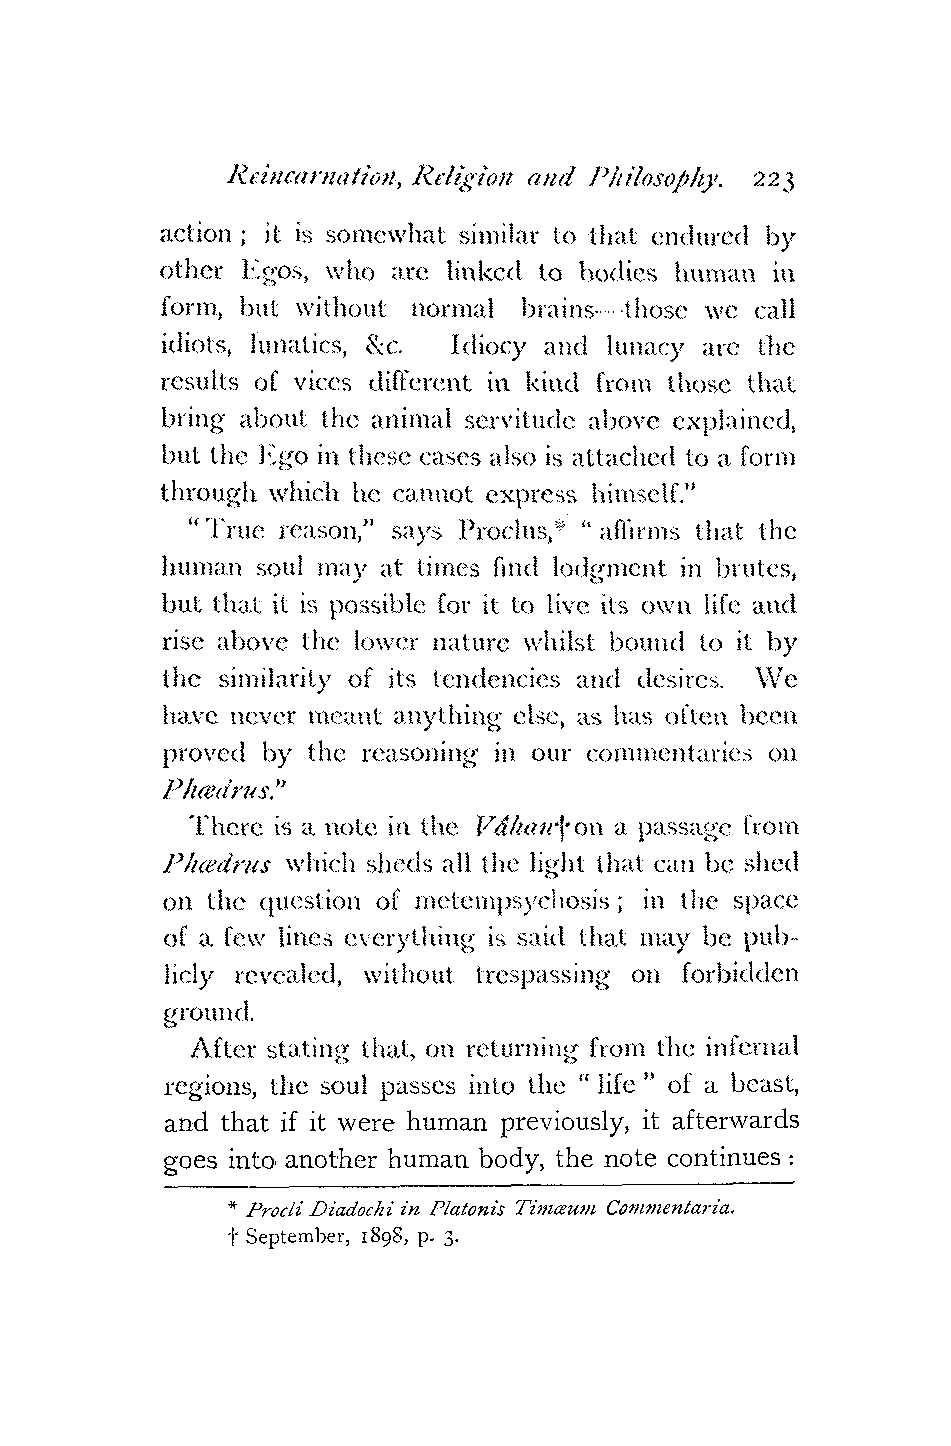 Reincarnation, Religion and Philosophy. 223
action ; it is somewhat similar to that endured by
other Egos, who are linked to bodies human in
form, but without normal brains—those we call
idiots, lunatics, &c. Idiocy and lunacy are the
results of vices different in kind from those that
bring about the animal servitude above explained,
but the Ego in these cases also is attached to a form
through which he cannot express himself."
"True reason," says Proclus,* "affirms that the
human soul may at times find lodgment in brutes,
but that it is possible for it to live its own life and
rise above the lower nature whilst bound to it by
the similarity of its tendencies and desires. We
have never meant anything else, as has often been
proved by the reasoning in our commentaries on
Phædrus."
There is a note in the Vâhan† on a passage from
Phædrus which sheds all the light that can be shed
on the question of metempsychosis ; in the space
of a few lines everything is said that may be pub-
licly revealed, without trespassing on forbidden
ground.
After stating that, on returning from the infernal
regions, the soul passes into the "life" of a beast,
and that if it were human previously, it afterwards
goes into another human body, the note continues :
* Procli Diadochi in Platonis Timæum Commentaria.
† September, 1898, p. 3.